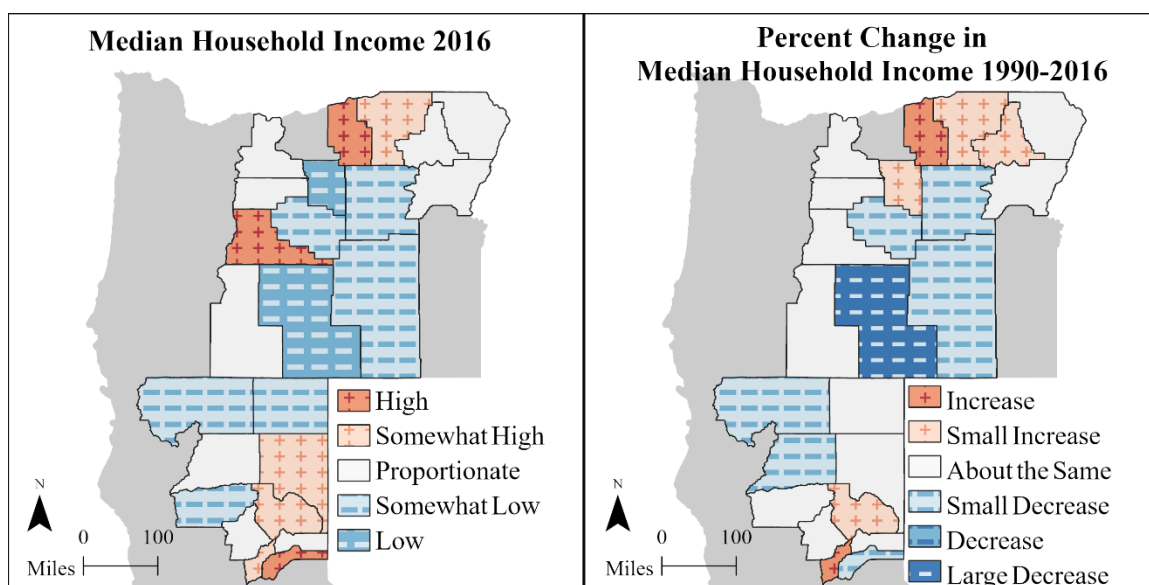 Median Household Income 2016
High
Somewhat High
Proportionate
Somewhat Low
Low
N
0 100
Miles
Percent Change in
Median Household Income 1990-2016
Increase
Small Increase
About the Same
Small Decrease
Decrease
Large Decrease
N
0 100
Miles